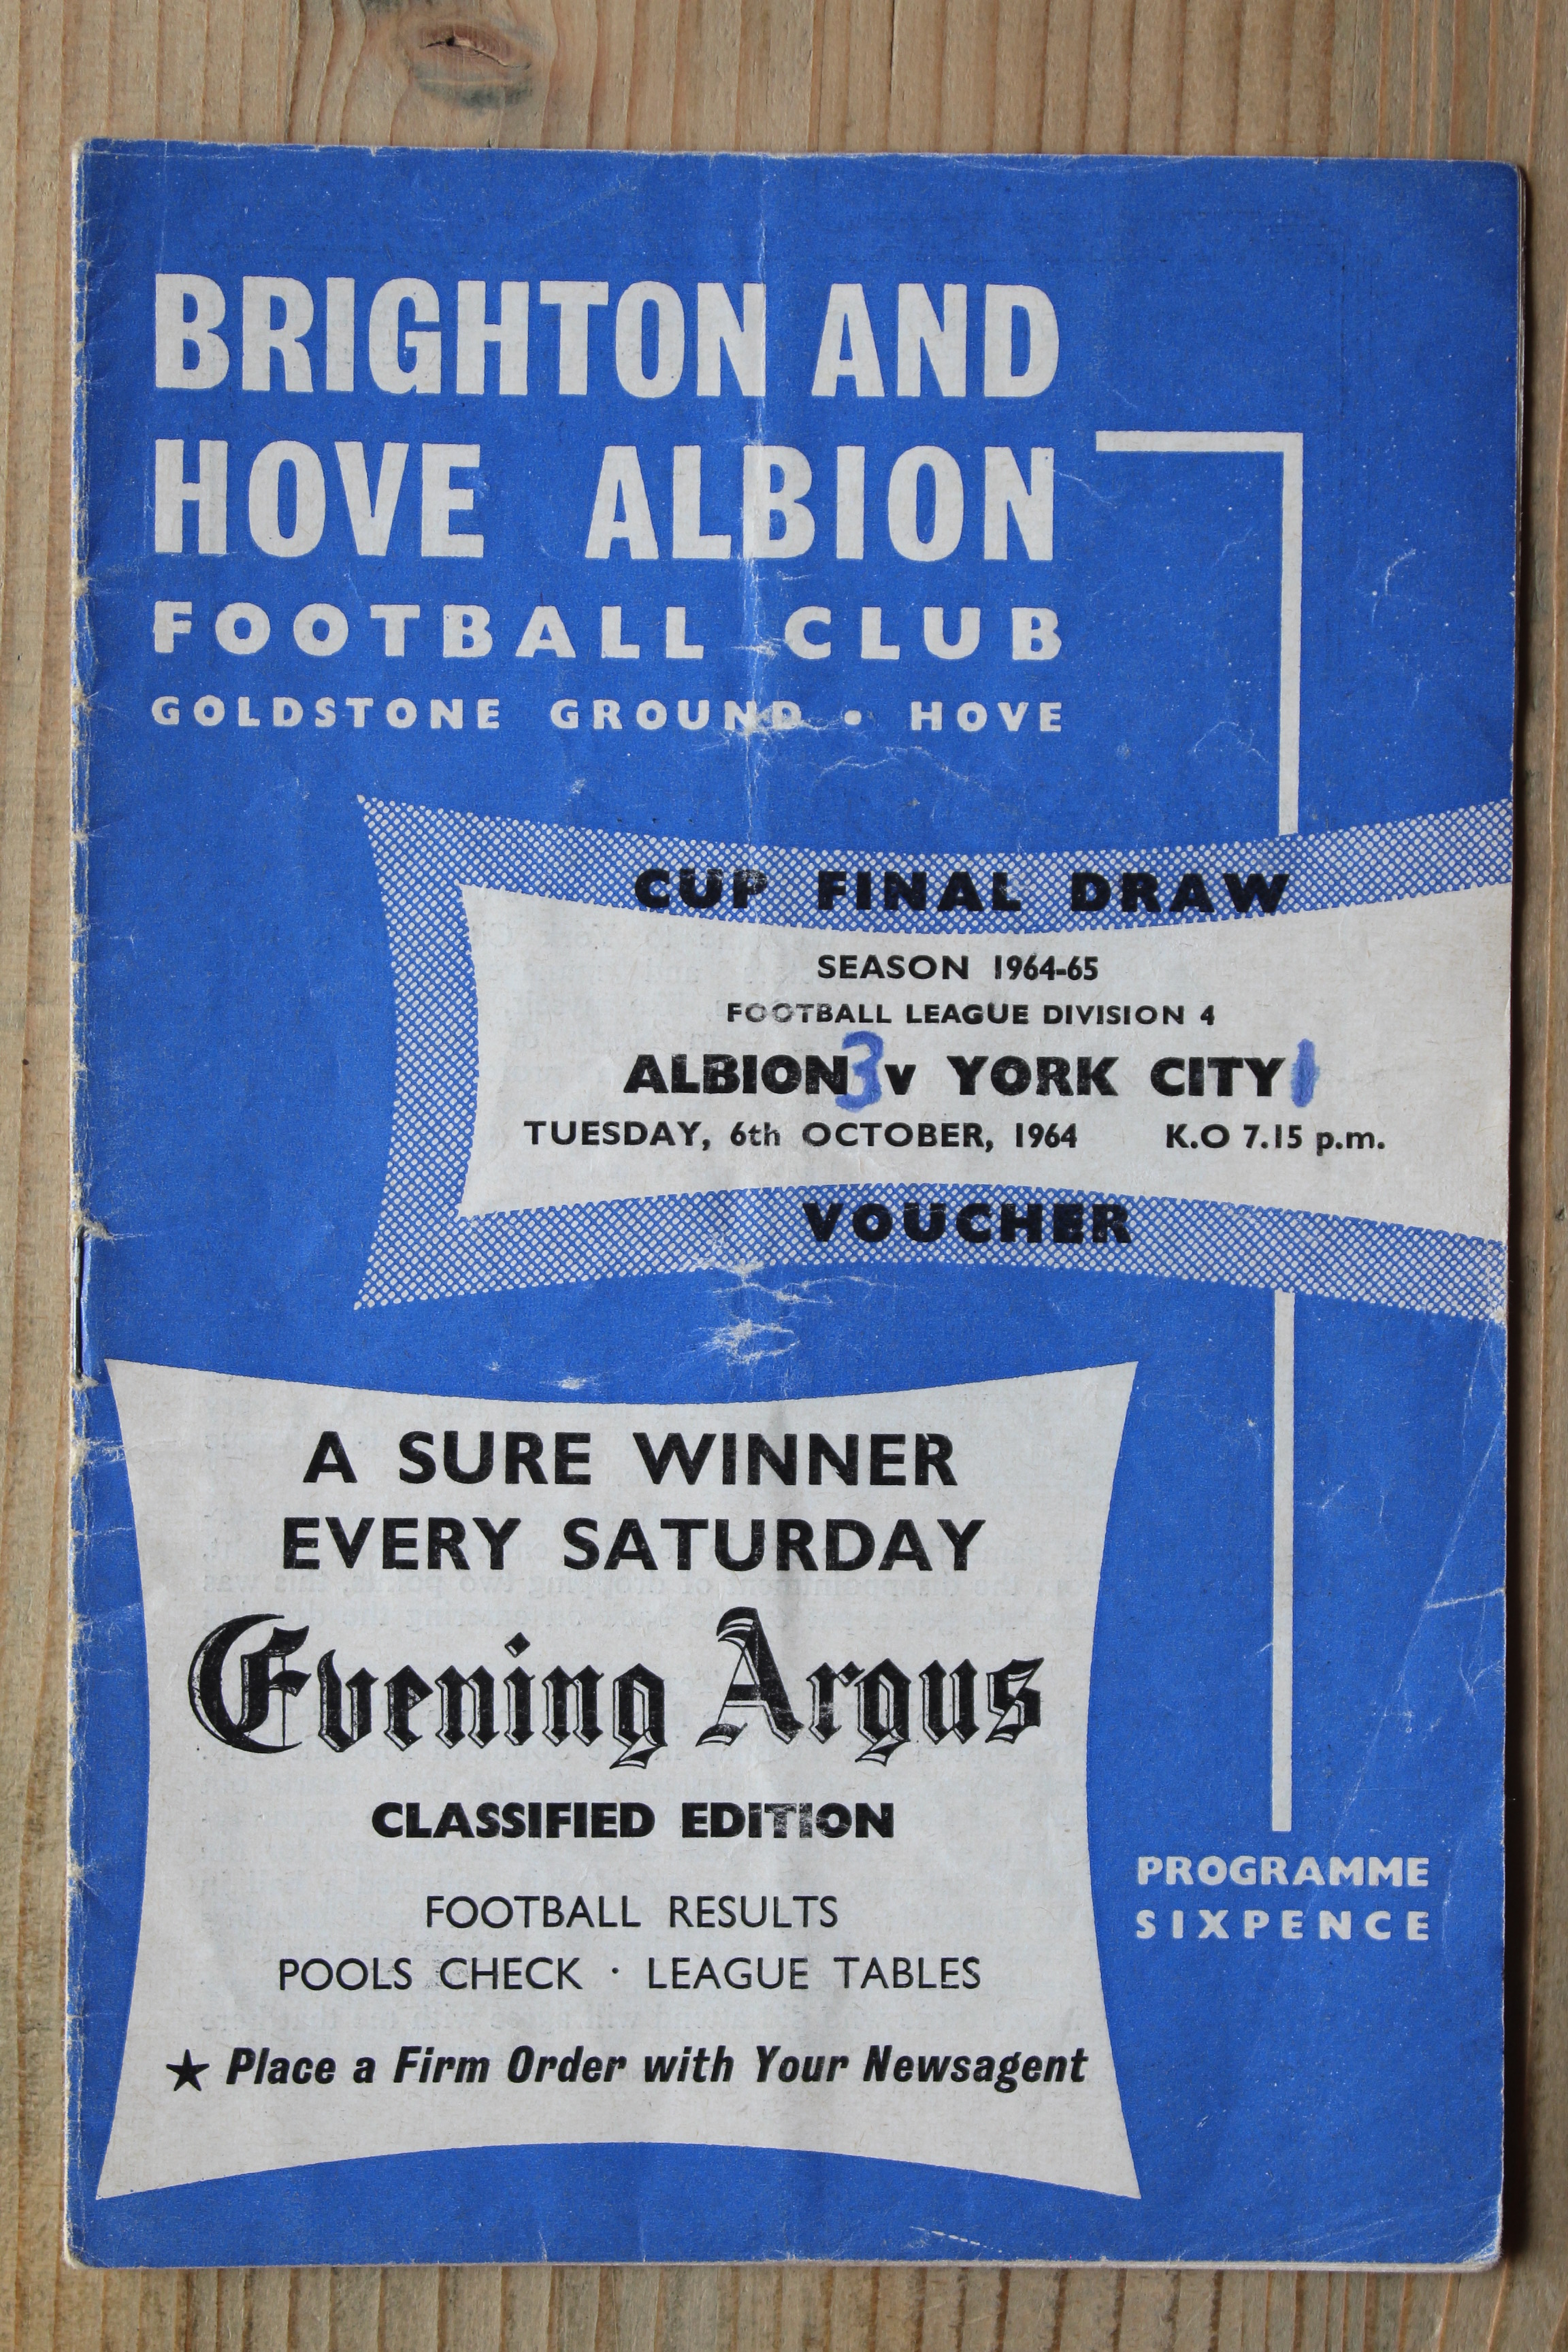 BRIGHTON AND
HOVE ALBION
FOOTBALL CLUB
GOLDSTONE GROUND • HOVE
CUP FINAL DRAW
SEASON 1964-65
FOOTBALL LEAGUE DIVISION 4
ALBION 3 v YORK CITY 1
TUESDAY, 6th OCTOBER, 1964 K.O 7.15 p.m.
VOUCHER
A SURE WINNER
EVERY SATURDAY
Evening Argus
CLASSIFIED EDITION
FOOTBALL RESULTS
POOLS CHECK · LEAGUE TABLES
★ Place a Firm Order with Your Newsagent
PROGRAMME
SIXPENCE